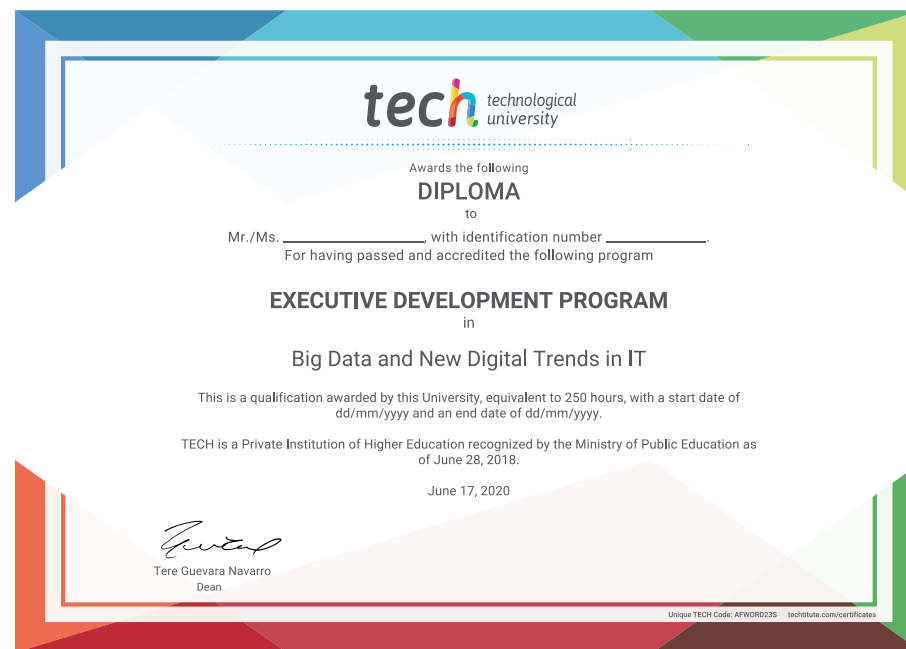 tech technological
university
Awards the following
DIPLOMA
to
Mr./Ms. ____________________, with identification number ______________.
For having passed and accredited the following program
EXECUTIVE DEVELOPMENT PROGRAM
in
Big Data and New Digital Trends in IT
This is a qualification awarded by this University, equivalent to 250 hours, with a start date of
dd/mm/yyyy and an end date of dd/mm/yyyy.
TECH is a Private Institution of Higher Education recognized by the Ministry of Public Education as
of June 28, 2018.
June 17, 2020
Tere Guevara Navarro
Dean
Unique TECH Code: AFWORD23S techtitute.com/certificates